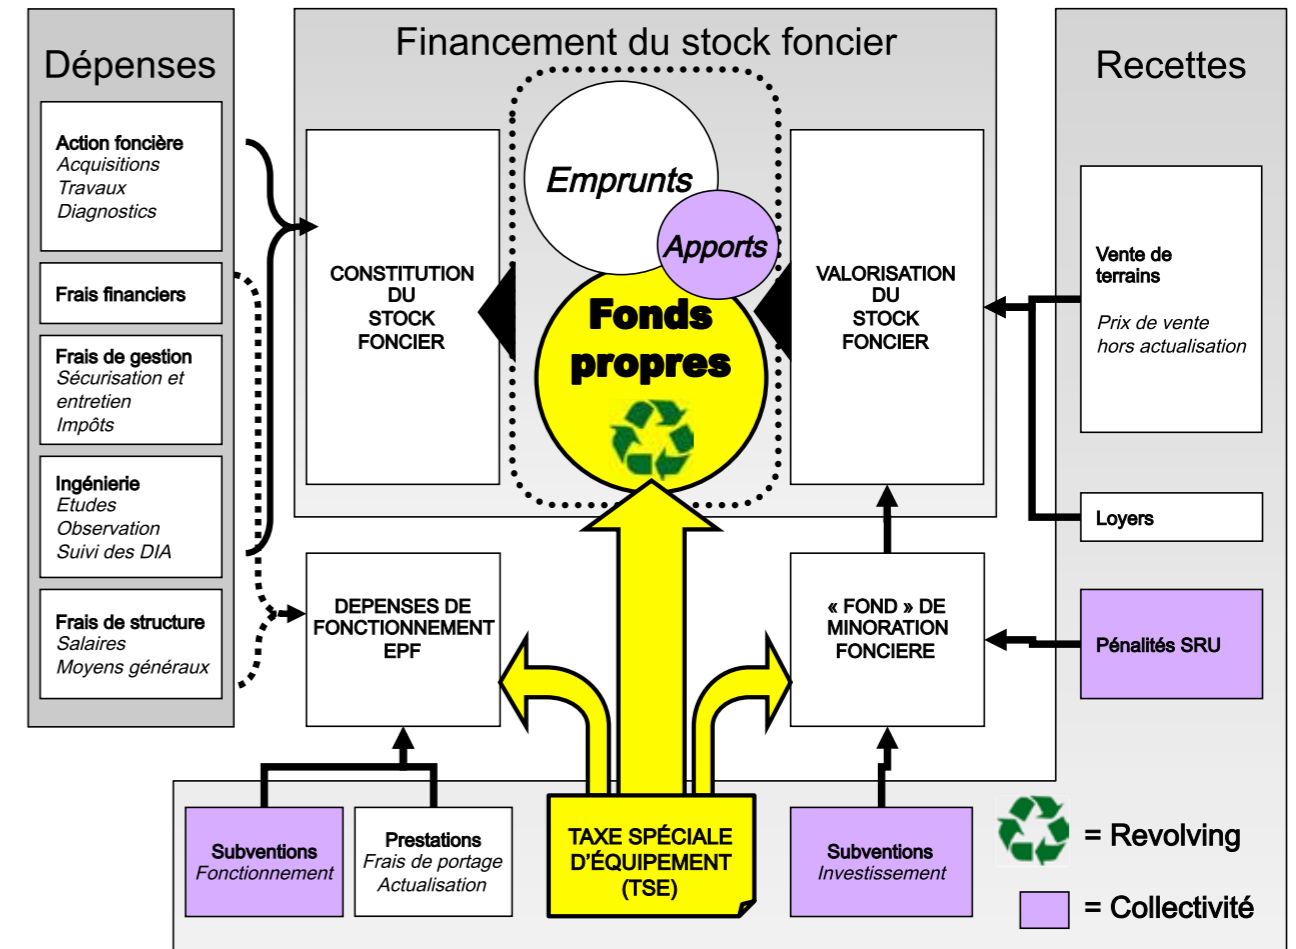 Dépenses
Action foncière
Acquisitions
Travaux
Diagnostics
Frais financiers
Frais de gestion
Sécurisation et
entretien
Impôts
Ingénierie
Etudes
Observation
Suivi des DIA
Frais de structure
Salaires
Moyens généraux
Financement du stock foncier
CONSTITUTION
DU
STOCK
FONCIER
Emprunts
Apports
Fonds
propres
VALORISATION
DU
STOCK
FONCIER
DEPENSES DE
FONCTIONNEMENT
EPF
« FOND » DE
MINORATION
FONCIERE
Recettes
Vente de
terrains
Prix de vente
hors actualisation
Loyers
Pénalités SRU
Subventions
Fonctionnement
Prestations
Frais de portage
Actualisation
TAXE SPÉCIALE
D’ÉQUIPEMENT
(TSE)
Subventions
Investissement
= Revolving
= Collectivité